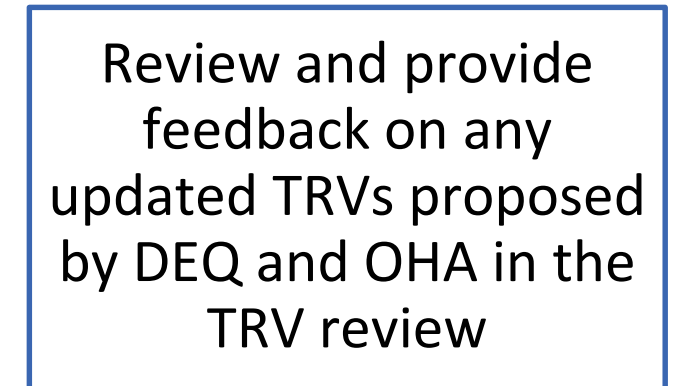 Review and provide
feedback on any
updated TRVs proposed
by DEQ and OHA in the
TRV review